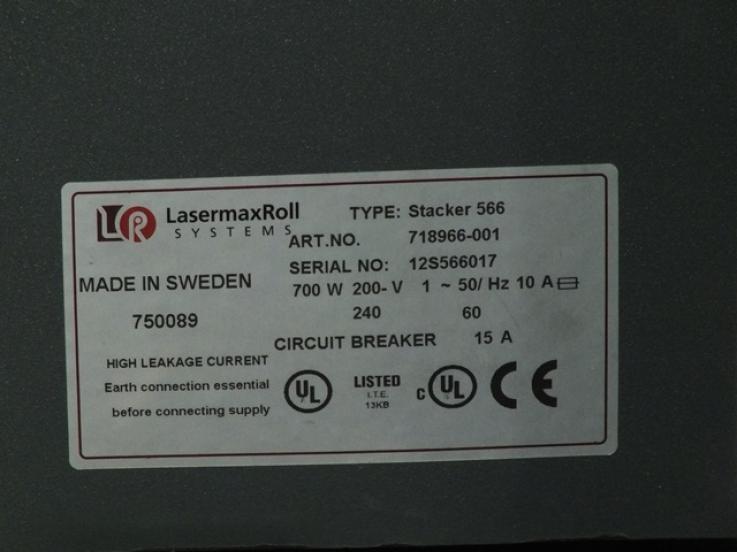 LR LasermaxRoll
SYSTEMS
TYPE: Stacker 566
ART.NO. 718966-001
SERIAL NO: 12S566017
MADE IN SWEDEN
700 W 200- V 1 ~ 50/ Hz 10 A
750089
240 60
CIRCUIT BREAKER 15 A
HIGH LEAKAGE CURRENT
Earth connection essential
before connecting supply
UL
LISTED
I.T.E.
13KB
c UL CE